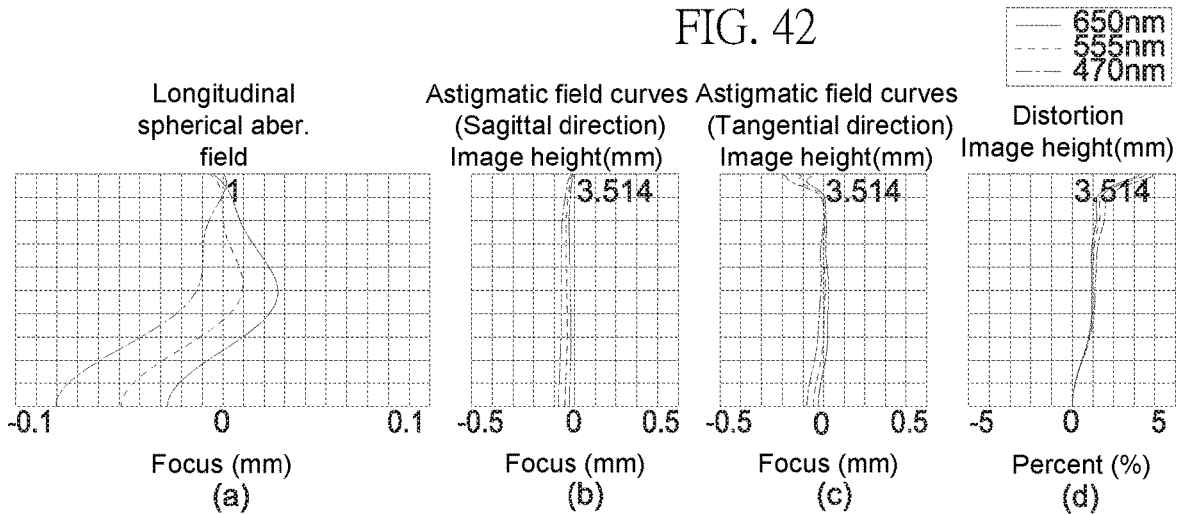 FIG. 42
650nm
555nm
470nm
Longitudinal
spherical aber.
field
1
-0.1 0 0.1
Focus (mm)
(a)
Astigmatic field curves
(Sagittal direction)
Image height(mm)
3.514
-0.5 0 0.5
Focus (mm)
(b)
Astigmatic field curves
(Tangential direction)
Image height(mm)
3.514
-0.5 0 0.5
Focus (mm)
(c)
Distortion
Image height(mm)
3.514
-5 0 5
Percent (%)
(d)